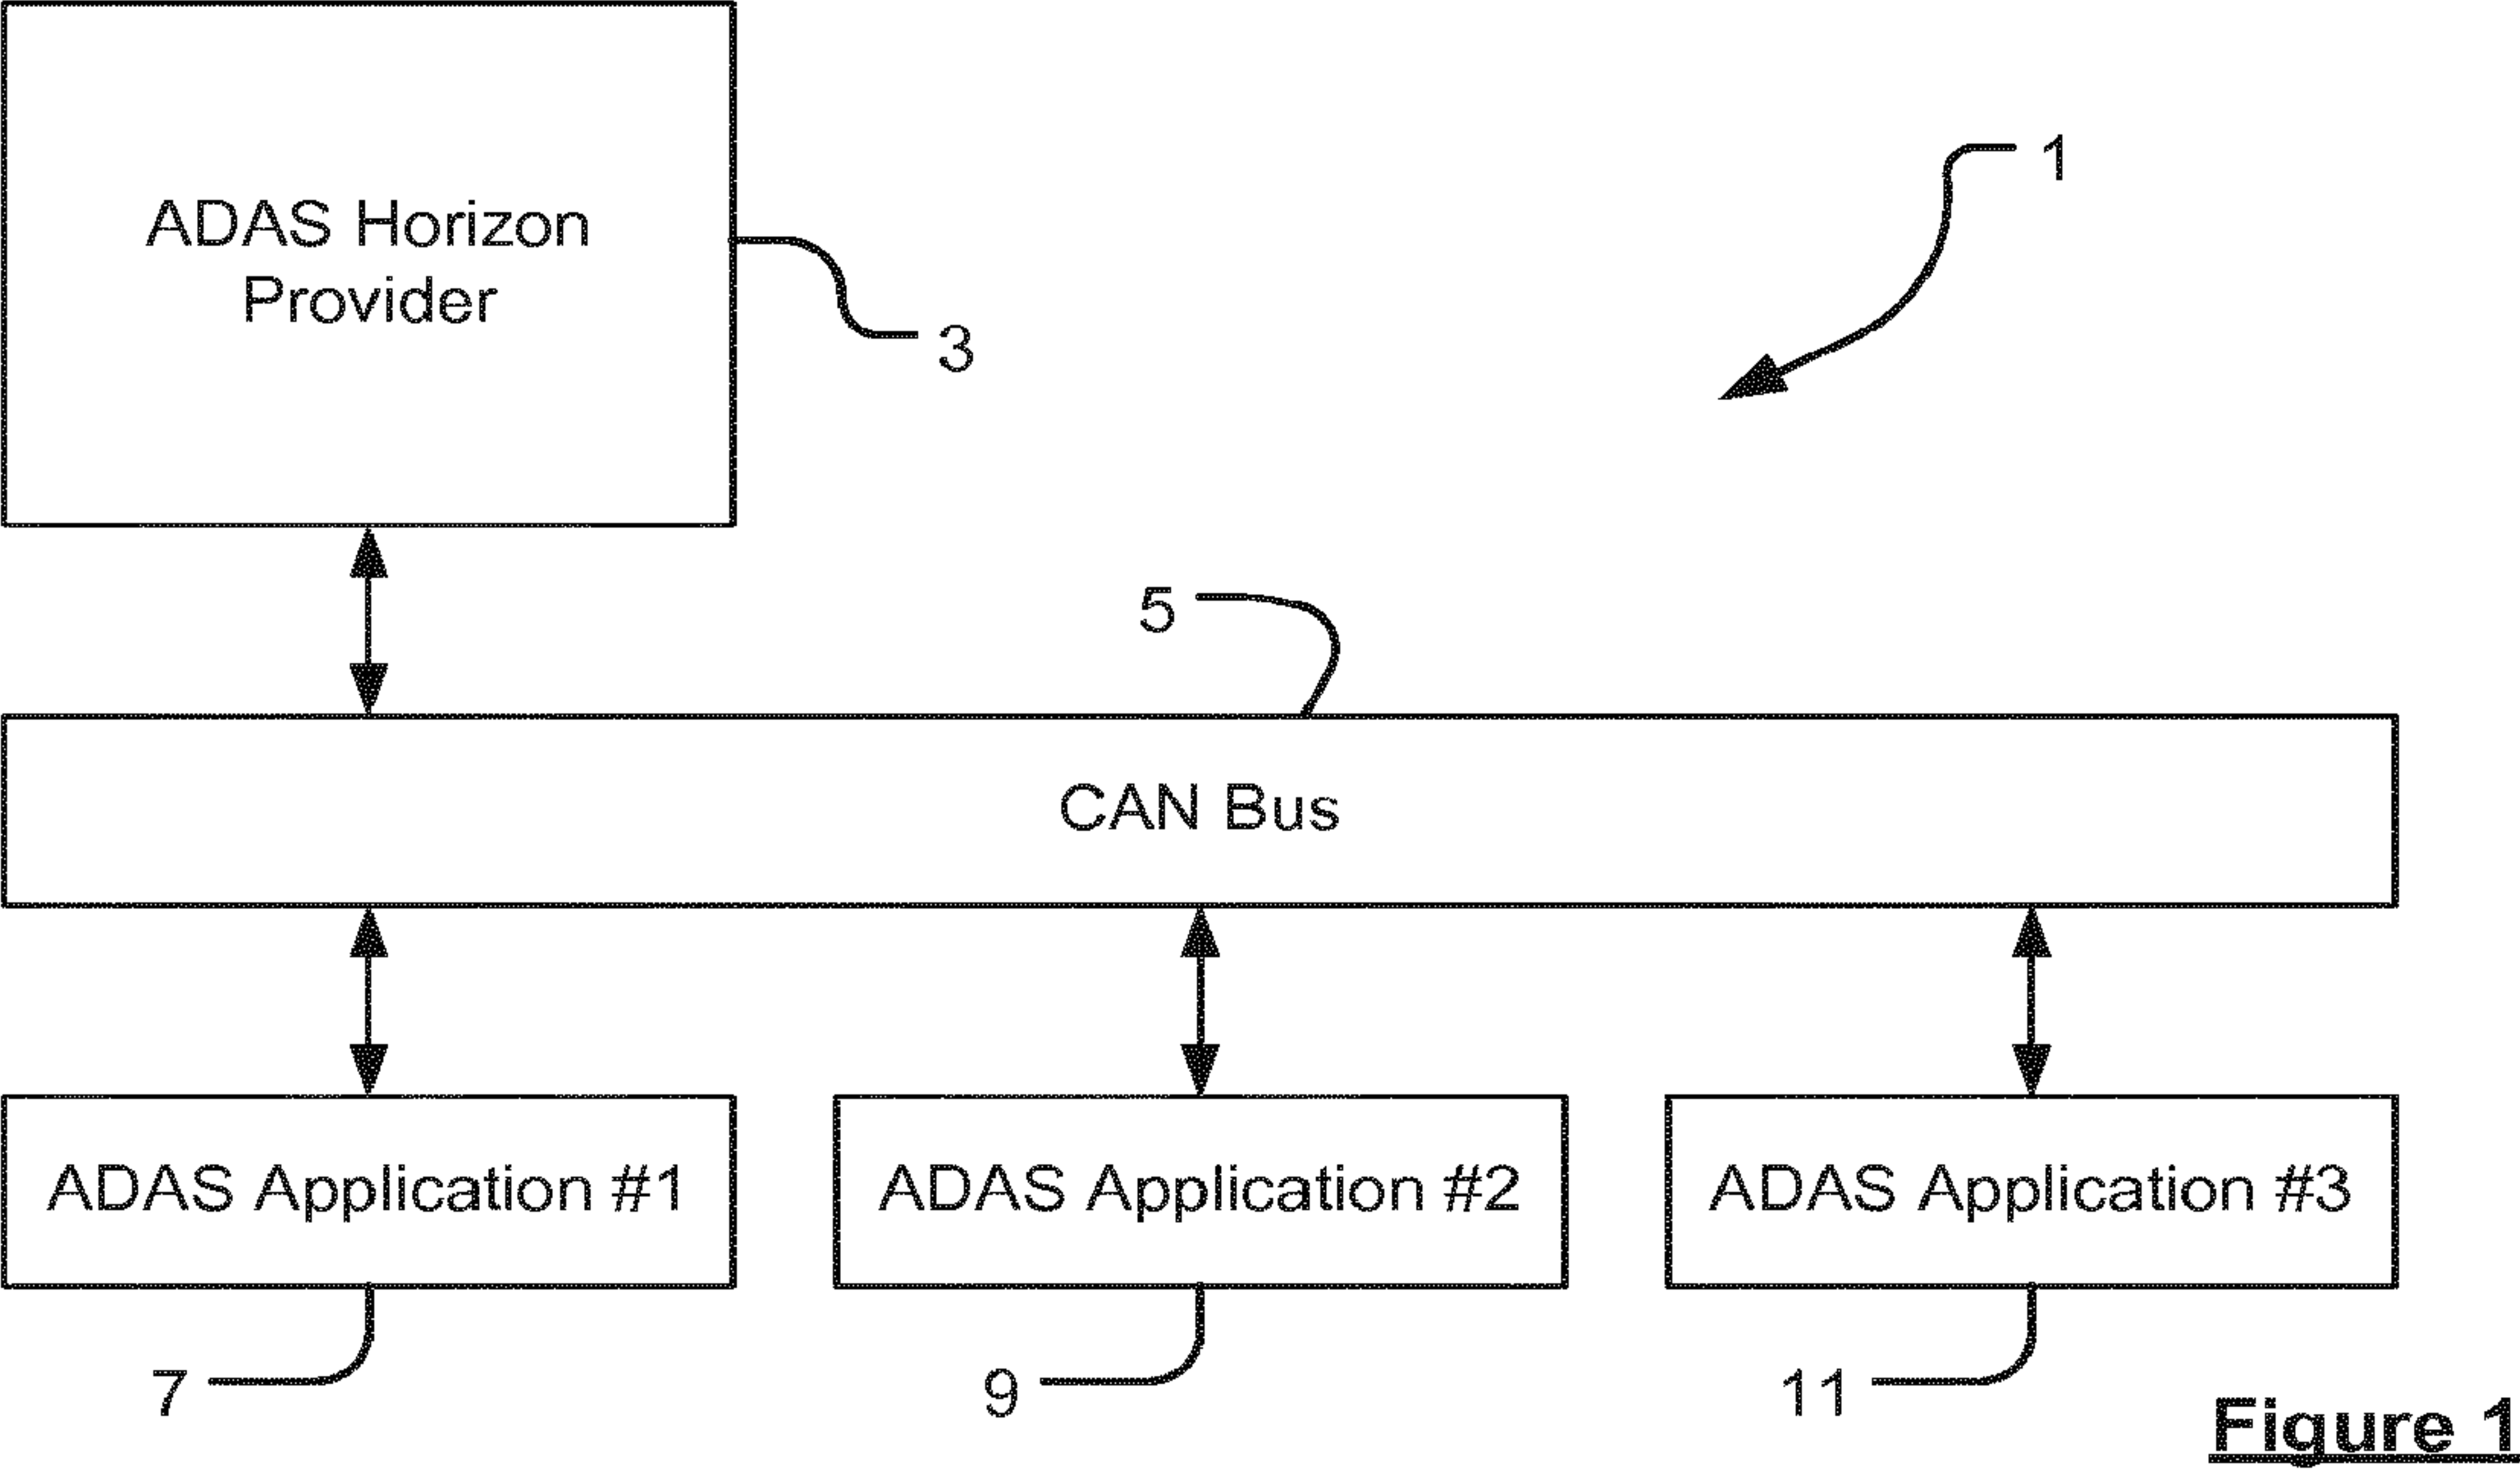 ADAS Horizon
Provider
1
3
5
CAN Bus
ADAS Application #1
ADAS Application #2
ADAS Application #3
7
9
11
Figure 1